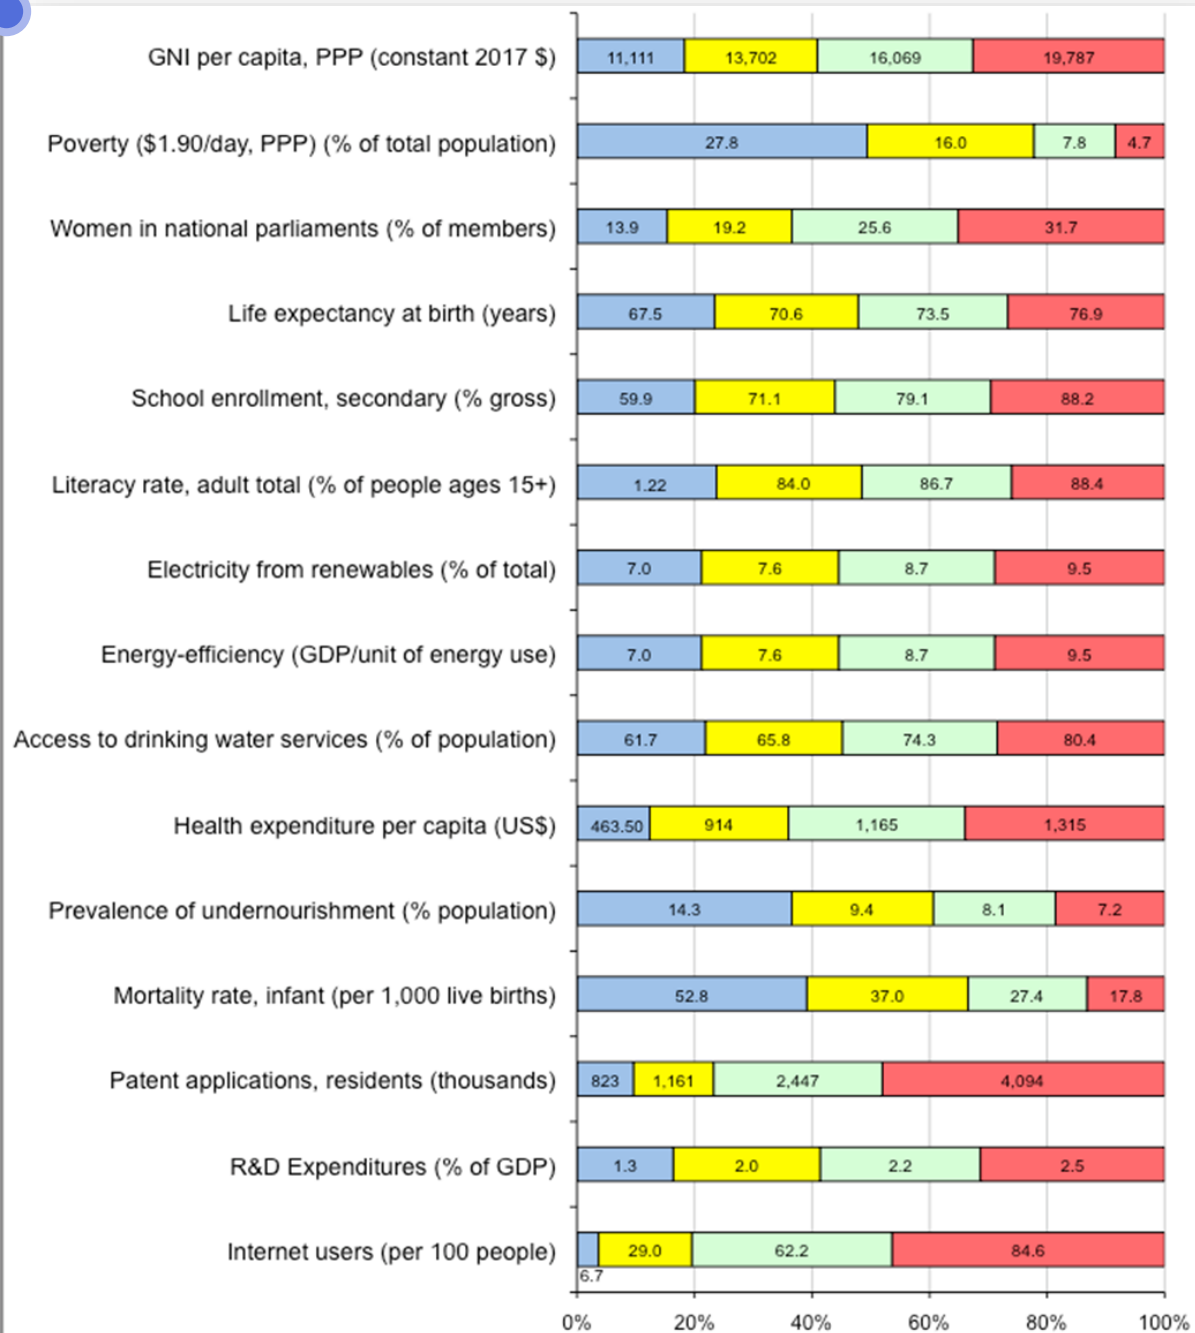 GNI per capita, PPP (constant 2017 $) 11,111 13,702 16,069 19,787
Poverty ($1.90/day, PPP) (% of total population) 27.8 16.0 7.8 4.7
Women in national parliaments (% of members) 13.9 19.2 25.6 31.7
Life expectancy at birth (years) 67.5 70.6 73.5 76.9
School enrollment, secondary (% gross) 59.9 71.1 79.1 88.2
Literacy rate, adult total (% of people ages 15+) 1.22 84.0 86.7 88.4
Electricity from renewables (% of total) 7.0 7.6 8.7 9.5
Energy-efficiency (GDP/unit of energy use) 7.0 7.6 8.7 9.5
Access to drinking water services (% of population) 61.7 65.8 74.3 80.4
Health expenditure per capita (US$) 463.50 914 1,165 1,315
Prevalence of undernourishment (% population) 14.3 9.4 8.1 7.2
Mortality rate, infant (per 1,000 live births) 52.8 37.0 27.4 17.8
Patent applications, residents (thousands) 823 1,161 2,447 4,094
R&D Expenditures (% of GDP) 1.3 2.0 2.2 2.5
Internet users (per 100 people) 29.0 62.2 84.6
6.7
0% 20% 40% 60% 80% 100%